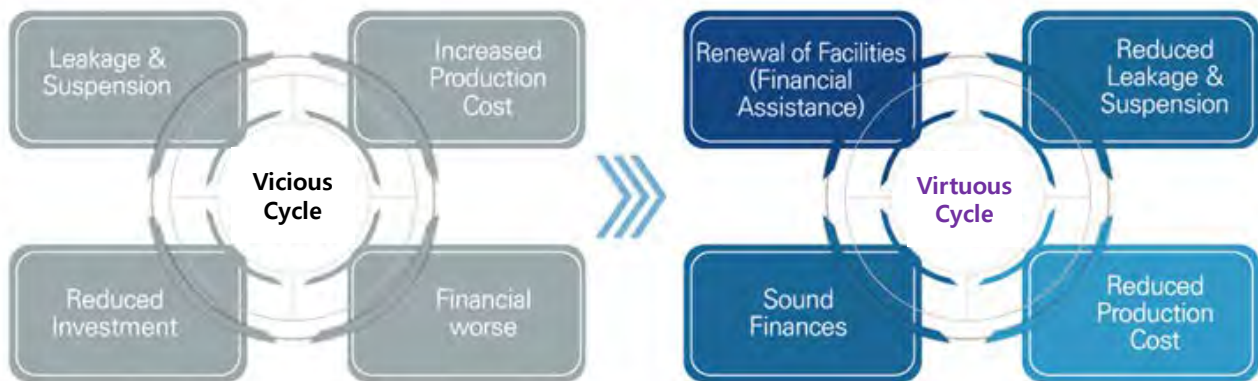 Leakage &
Suspension
Increased
Production
Cost
Vicious
Cycle
Reduced
Investment
Financial
worse
Renewal of Facilities
(Financial
Assistance)
Reduced
Leakage &
Suspension
Virtuous
Cycle
Sound
Finances
Reduced
Production
Cost